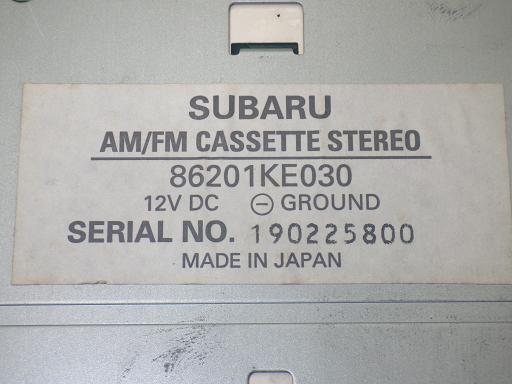 SUBARU
AM/FM CASSETTE STEREO
86201KE030
12V DC ⊖ GROUND
SERIAL NO. 190225800
MADE IN JAPAN